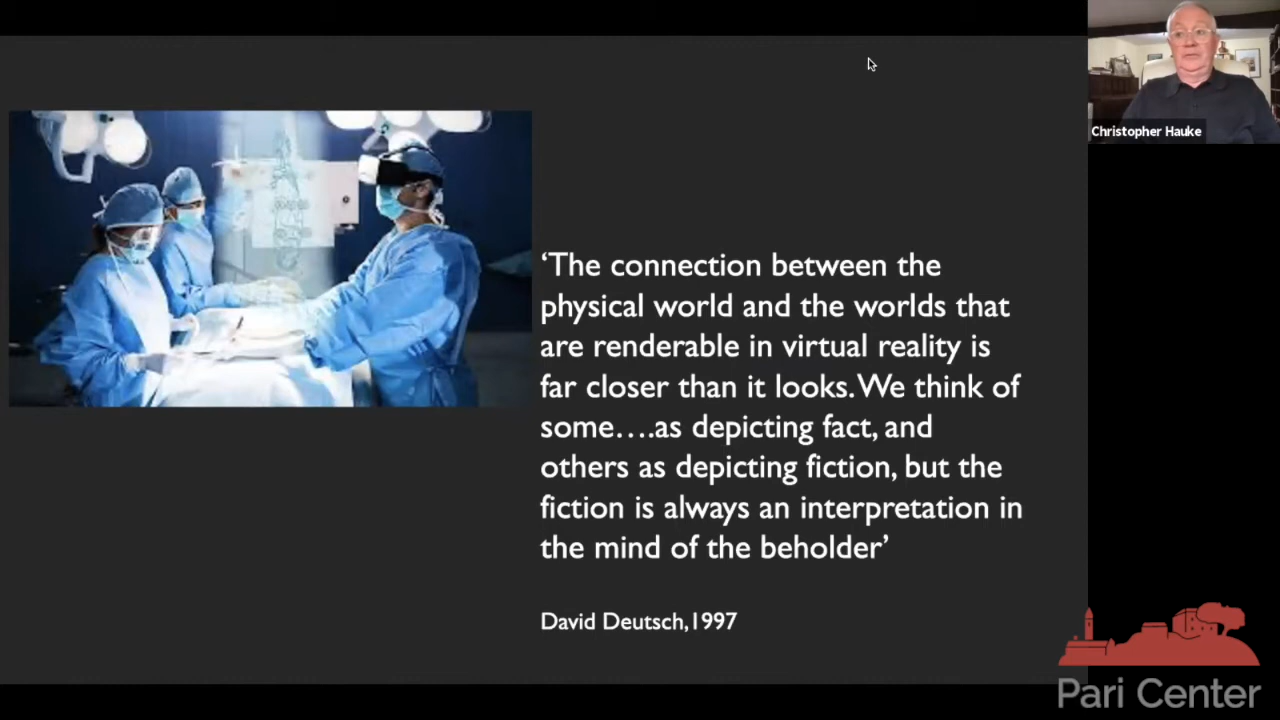 Christopher Hauke
‘The connection between the
physical world and the worlds that
are renderable in virtual reality is
far closer than it looks. We think of
some….as depicting fact, and
others as depicting fiction, but the
fiction is always an interpretation in
the mind of the beholder’
David Deutsch,1997
Pari Center